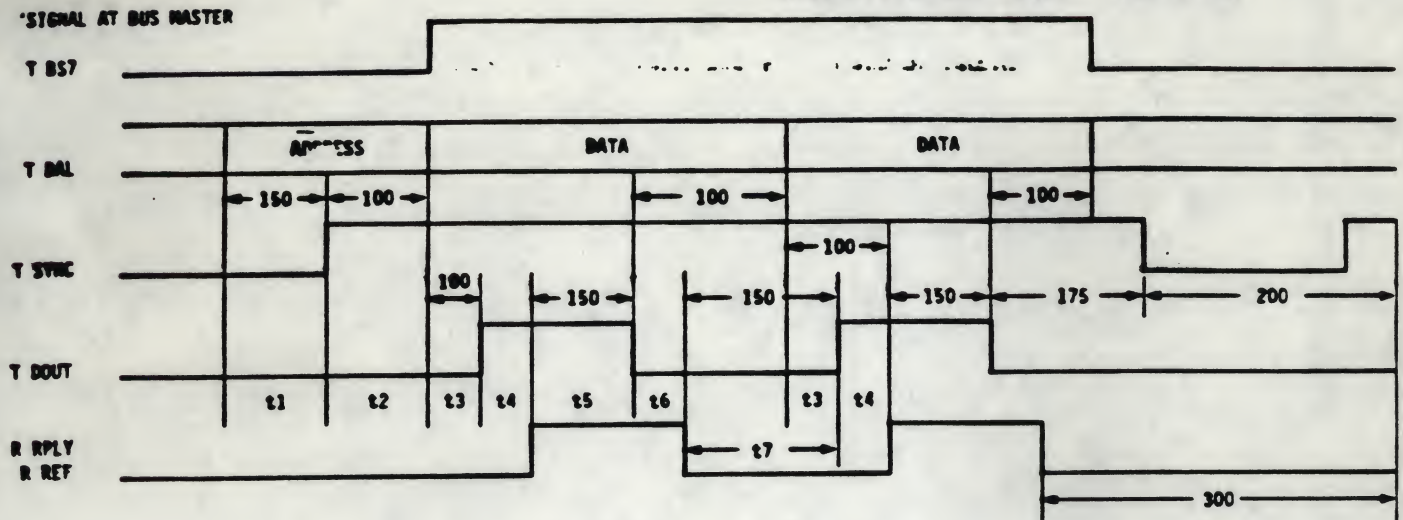 'SIGNAL AT BUS MASTER
T BS7
ADDRESS DATA DATA
T DAL
150 100 100 100
100
T SYNC
100 150 150 150 175 200
T DOUT
t1 t2 t3 t4 t5 t6 t3 t4
R RPLY
R REF
t7
300